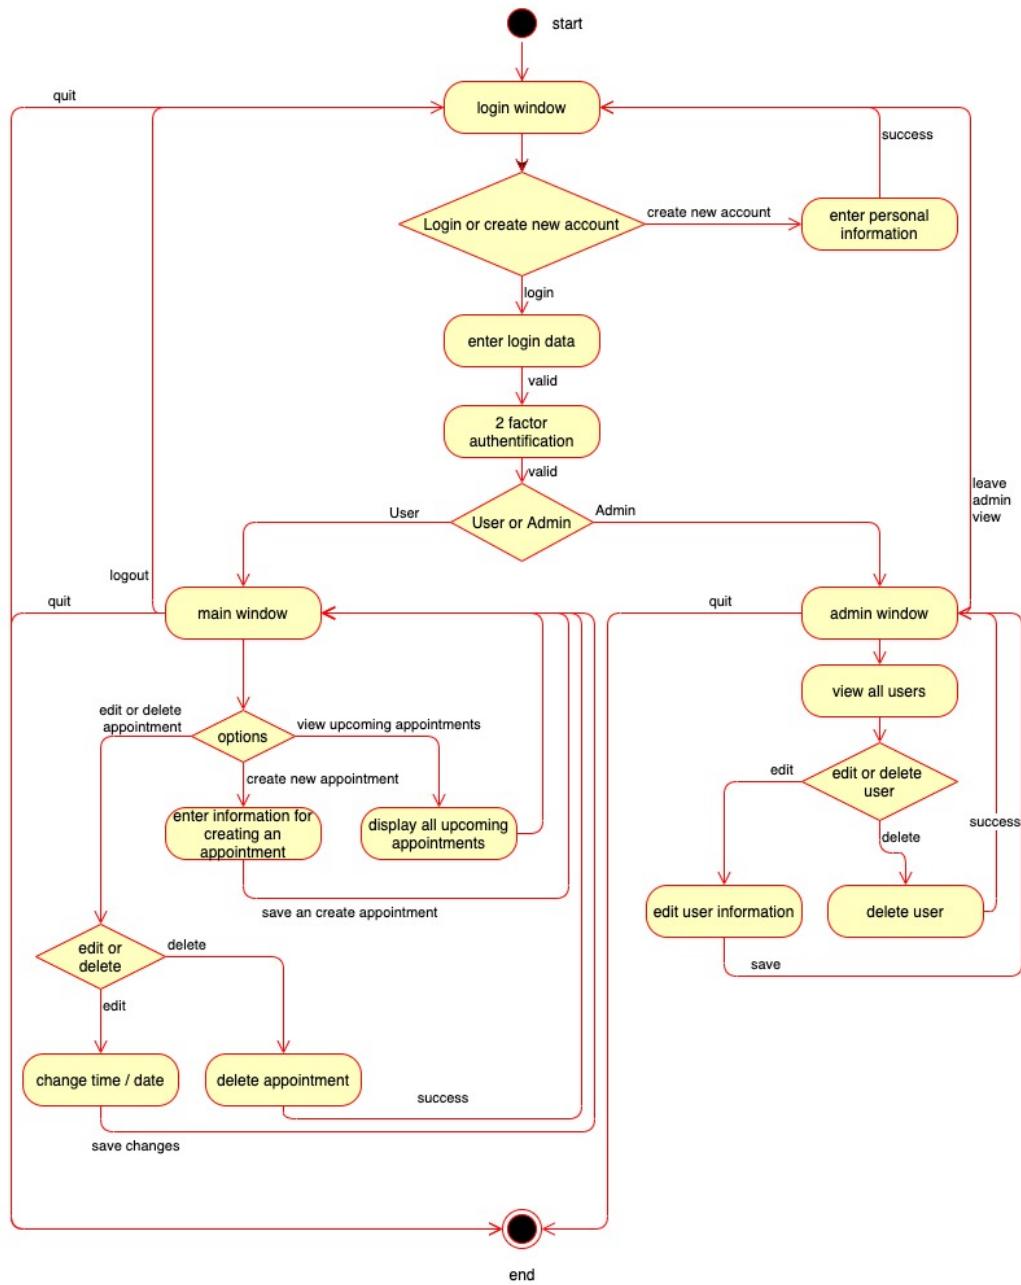 start
quit
login window
success
Login or create new account
create new account
enter personal
information
login
enter login data
valid
2 factor
authentification
valid
leave
admin
view
User
User or Admin
Admin
logout
quit
main window
quit
admin window
view all users
edit or delete
appointment
options
view upcoming appointments
create new appointment
edit
edit or delete
user
enter information for
creating an
appointment
display all upcoming
appointments
success
delete
save an create appointment
edit user information
delete user
edit or
delete
delete
save
edit
change time / date
delete appointment
success
save changes
end